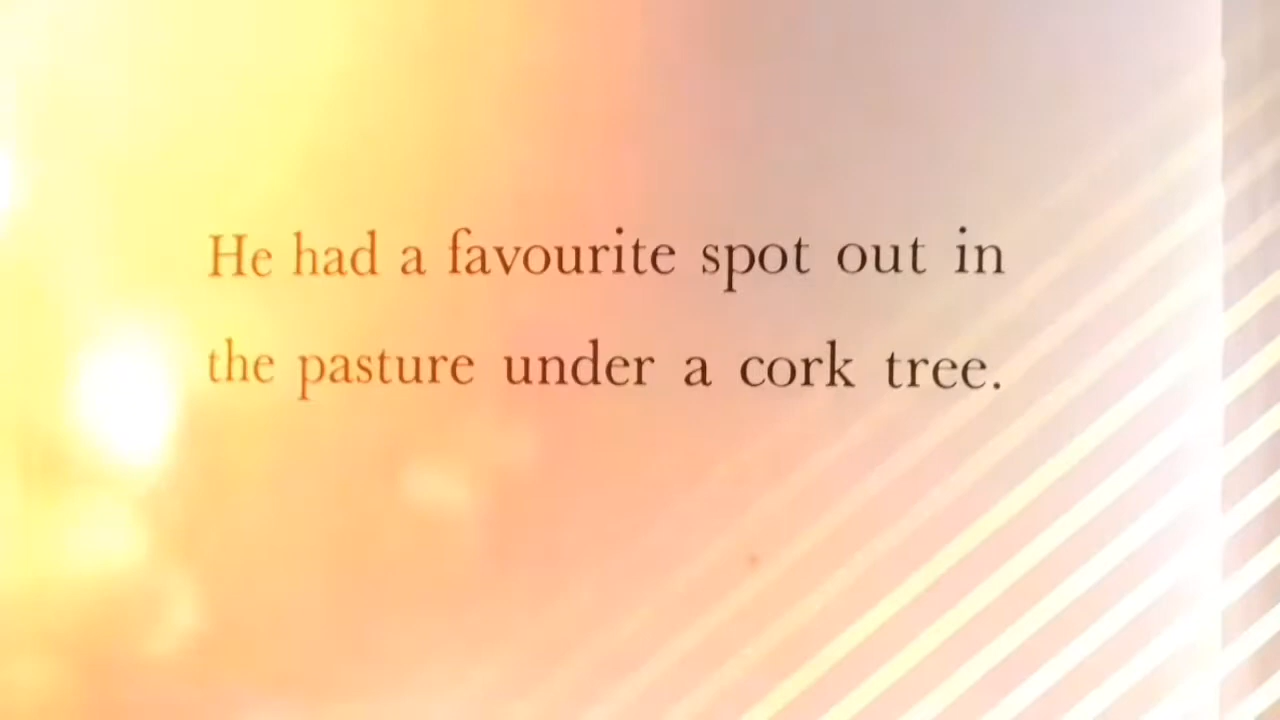 He had a favourite spot out in
the pasture under a cork tree.